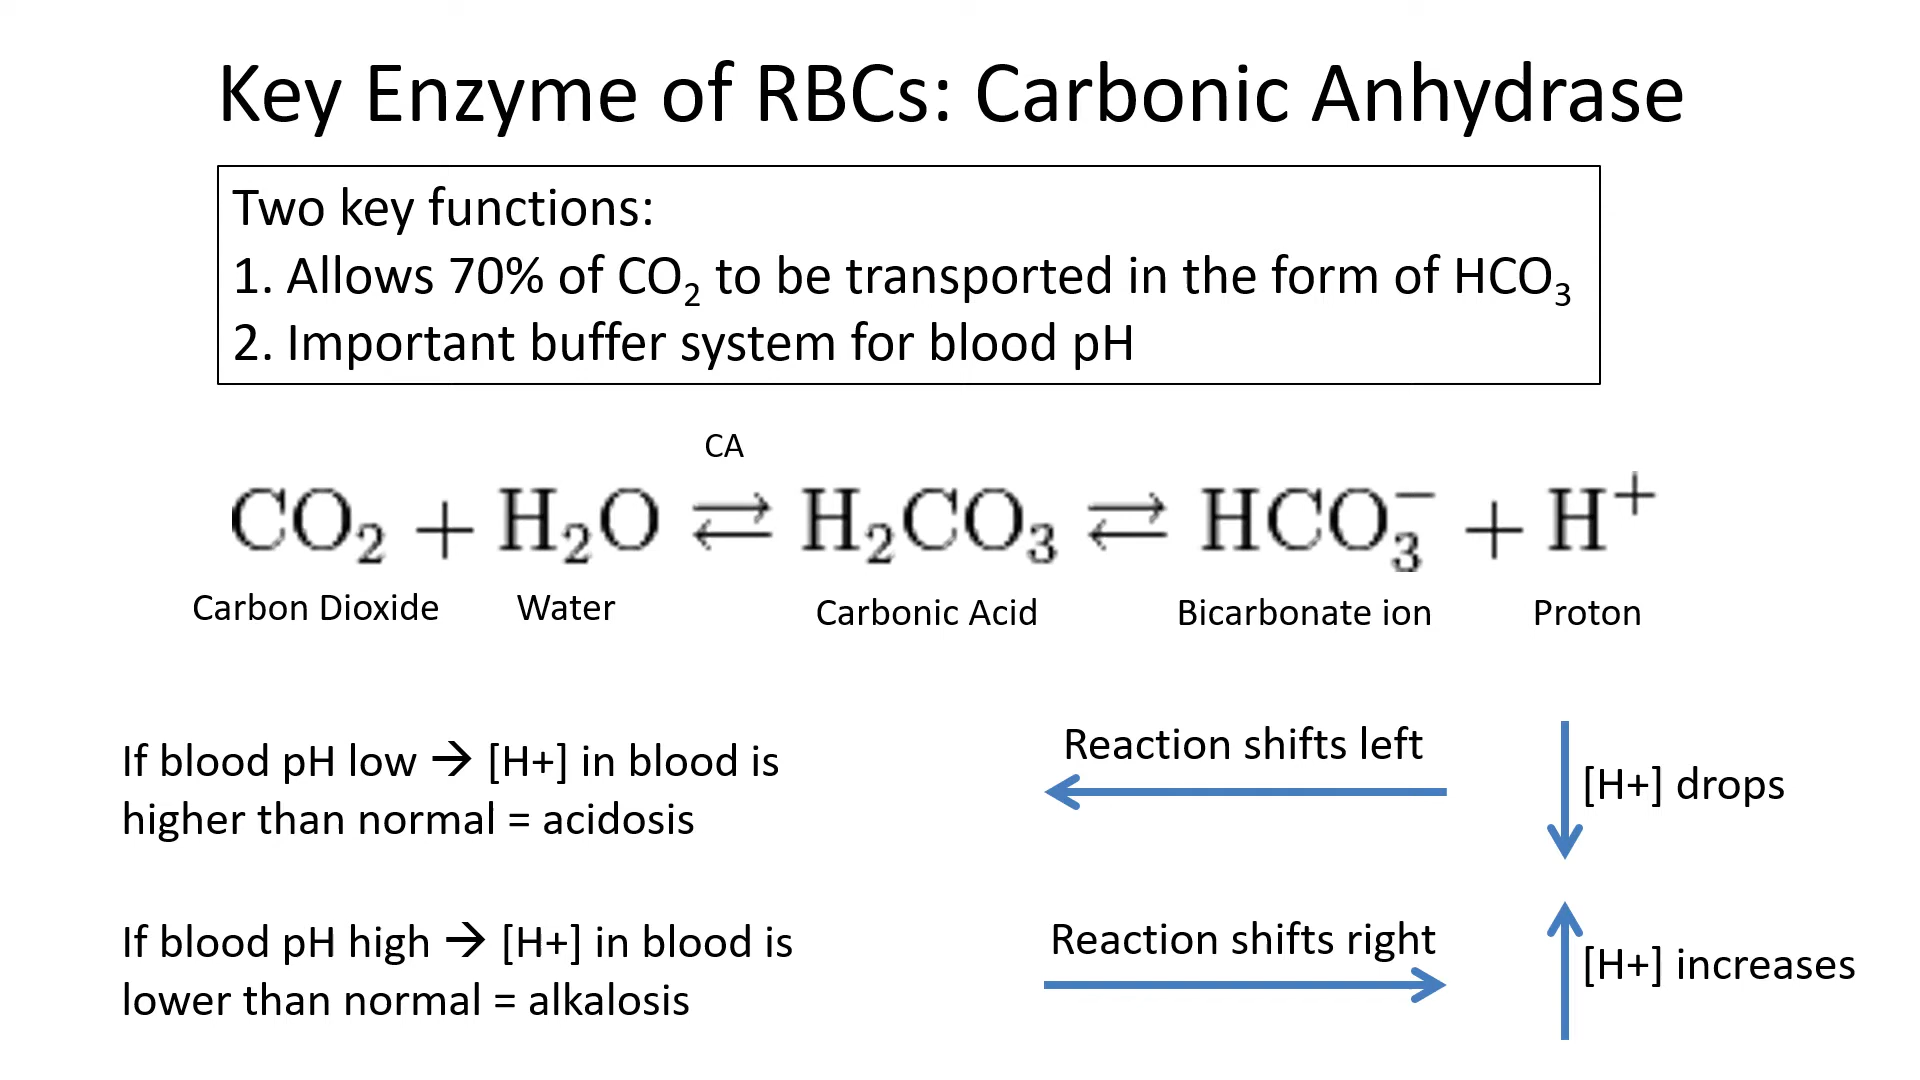 Key Enzyme of RBCs: Carbonic Anhydrase
Two key functions:
1. Allows 70% of CO₂ to be transported in the form of HCO₃
2. Important buffer system for blood pH
CA
CO₂ + H₂O ⇄ H₂CO₃ ⇄ HCO₃⁻ + H⁺
Carbon Dioxide Water Carbonic Acid Bicarbonate ion Proton
If blood pH low → [H+] in blood is
higher than normal = acidosis
Reaction shifts left
[H+] drops
If blood pH high → [H+] in blood is
lower than normal = alkalosis
Reaction shifts right
[H+] increases